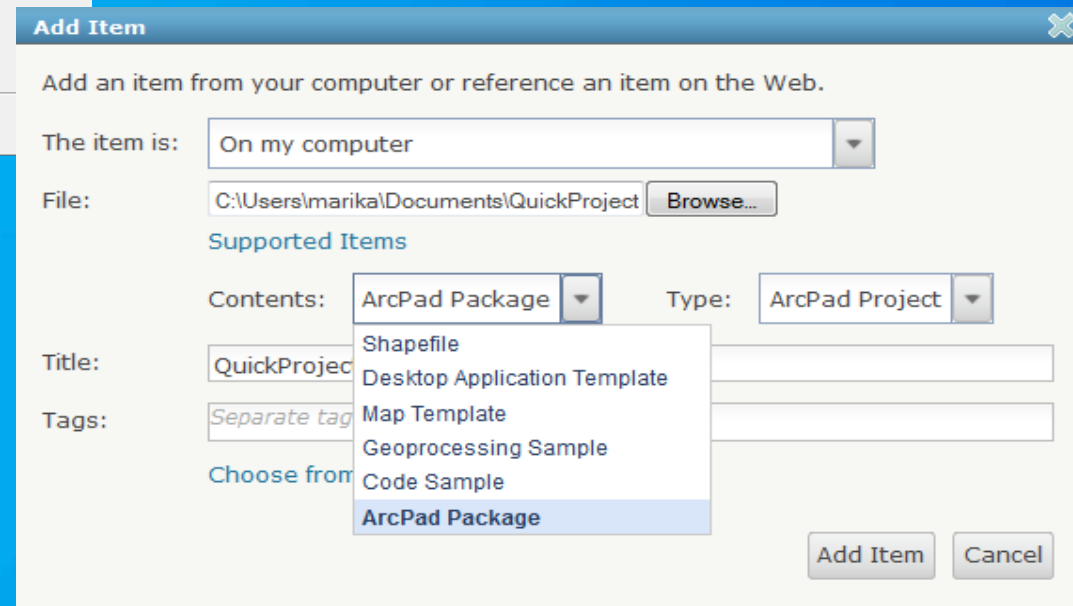 Add Item
Add an item from your computer or reference an item on the Web.
The item is: On my computer
File: C:\Users\marika\Documents\QuickProject Browse...
Supported Items
Contents: ArcPad Package Type: ArcPad Project
Shapefile
Title: QuickProject
Desktop Application Template
Map Template
Tags: Separate tag
Geoprocessing Sample
Choose from
Code Sample
ArcPad Package
Add Item Cancel